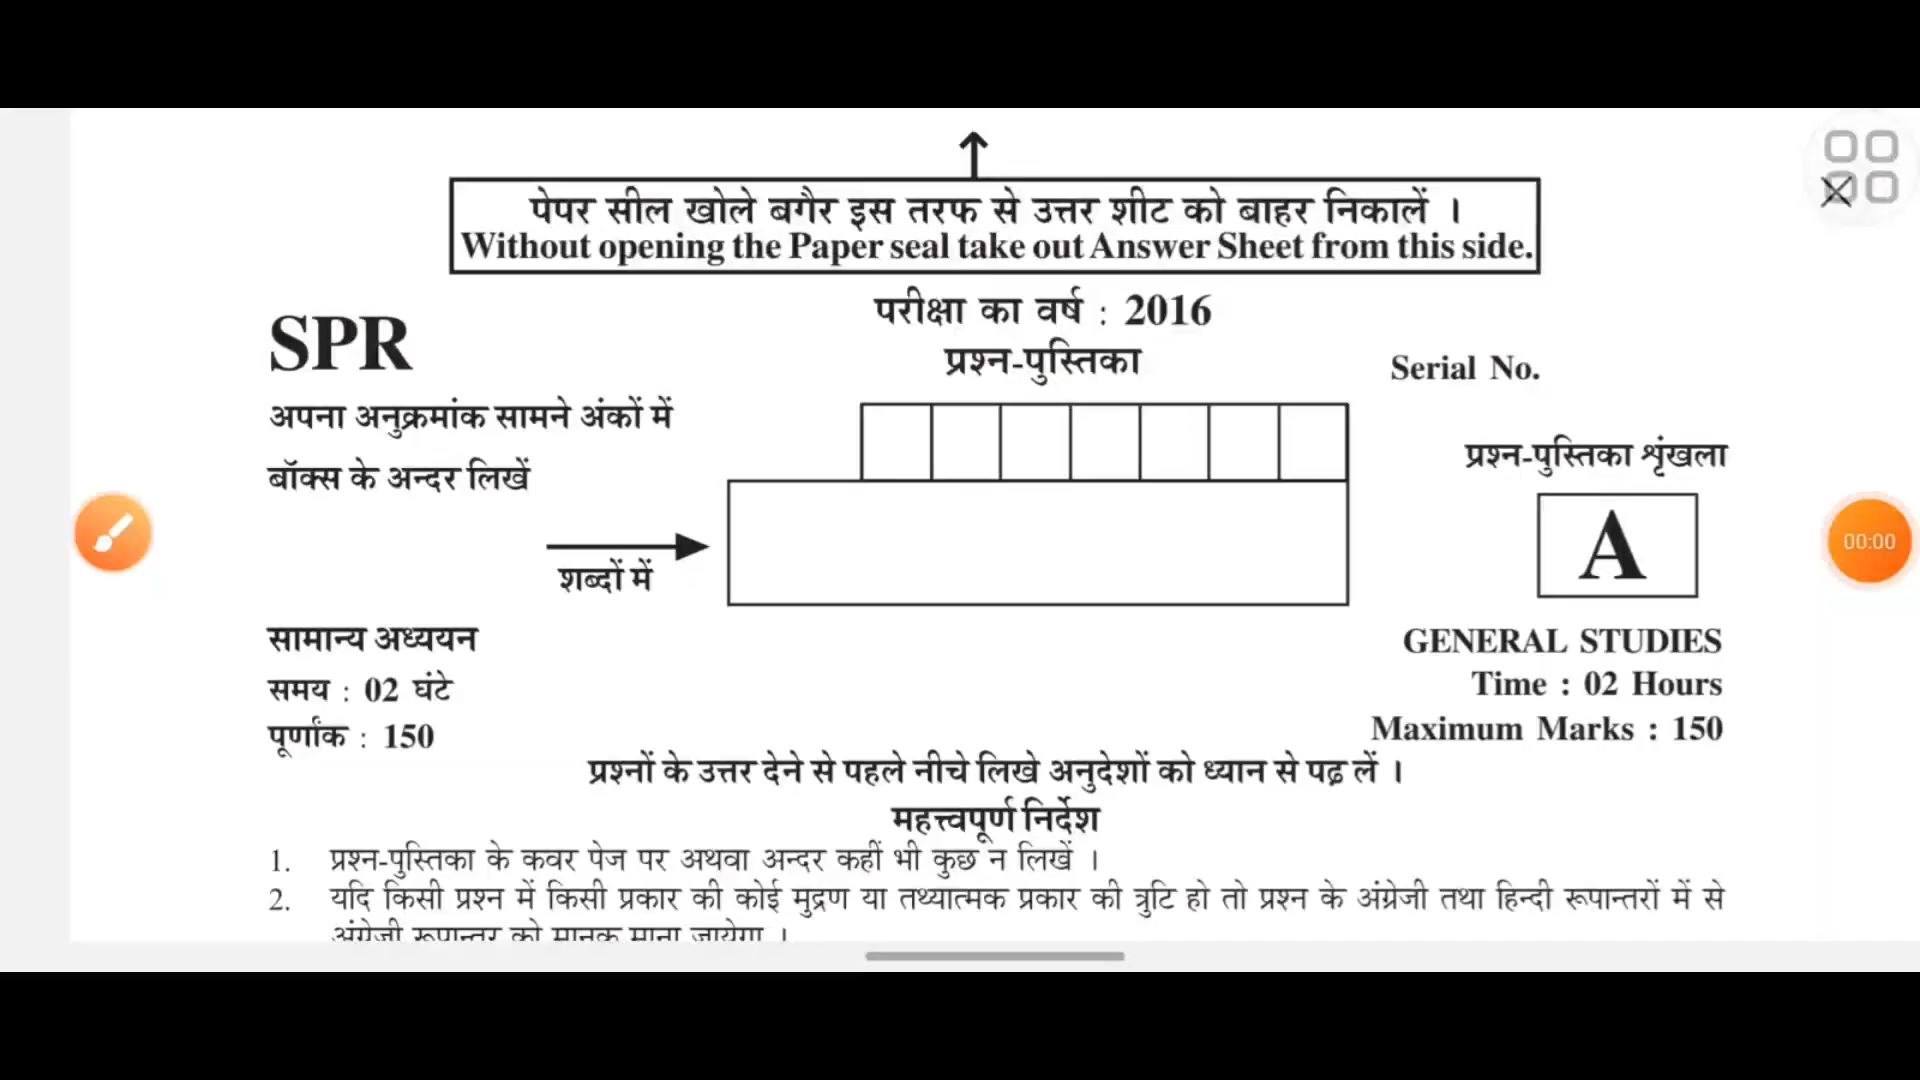 पेपर सील खोले बगैर इस तरफ से उत्तर शीट को बाहर निकालें ।
Without opening the Paper seal take out Answer Sheet from this side.
परीक्षा का वर्ष : 2016
SPR
प्रश्न-पुस्तिका
Serial No.
अपना अनुक्रमांक सामने अंकों में
बॉक्स के अन्दर लिखें
प्रश्न-पुस्तिका शृंखला
A
00:00
शब्दों में
सामान्य अध्ययन
GENERAL STUDIES
समय : 02 घंटे
Time : 02 Hours
पूर्णांक : 150
Maximum Marks : 150
प्रश्नों के उत्तर देने से पहले नीचे लिखे अनुदेशों को ध्यान से पढ़ लें ।
महत्त्वपूर्ण निर्देश
1. प्रश्न-पुस्तिका के कवर पेज पर अथवा अन्दर कहीं भी कुछ न लिखें ।
2. यदि किसी प्रश्न में किसी प्रकार की कोई मुद्रण या तथ्यात्मक प्रकार की त्रुटि हो तो प्रश्न के अंग्रेजी तथा हिन्दी रूपान्तरों में से
अंग्रेजी रूपान्तर को मानक माना जायेगा ।